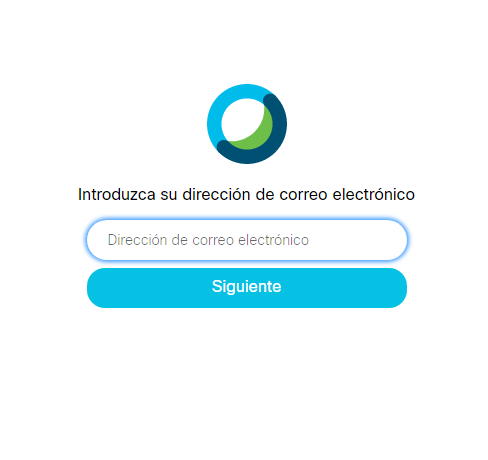 Introduzca su dirección de correo electrónico
Dirección de correo electrónico
Siguiente